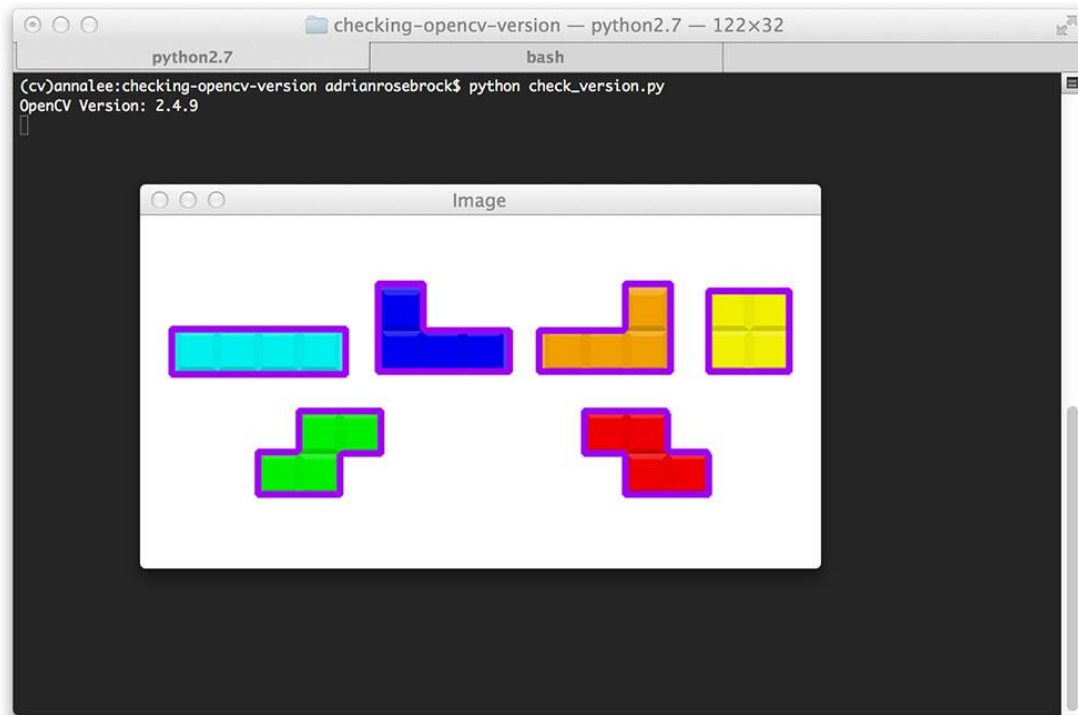 checking-opencv-version — python2.7 — 122×32
python2.7 bash
(cv)annalee:checking-opencv-version adrianrosebrock$ python check_version.py
OpenCV Version: 2.4.9
Image